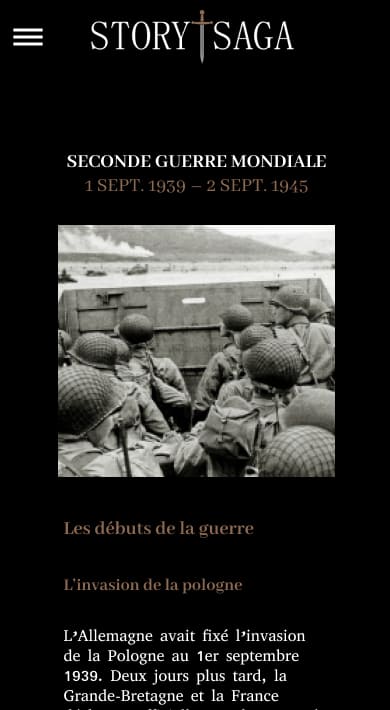 STORY SAGA
SECONDE GUERRE MONDIALE
1 SEPT. 1939 – 2 SEPT. 1945
Les débuts de la guerre
L'invasion de la pologne
L'Allemagne avait fixé l'invasion
de la Pologne au 1er septembre
1939. Deux jours plus tard, la
Grande-Bretagne et la France